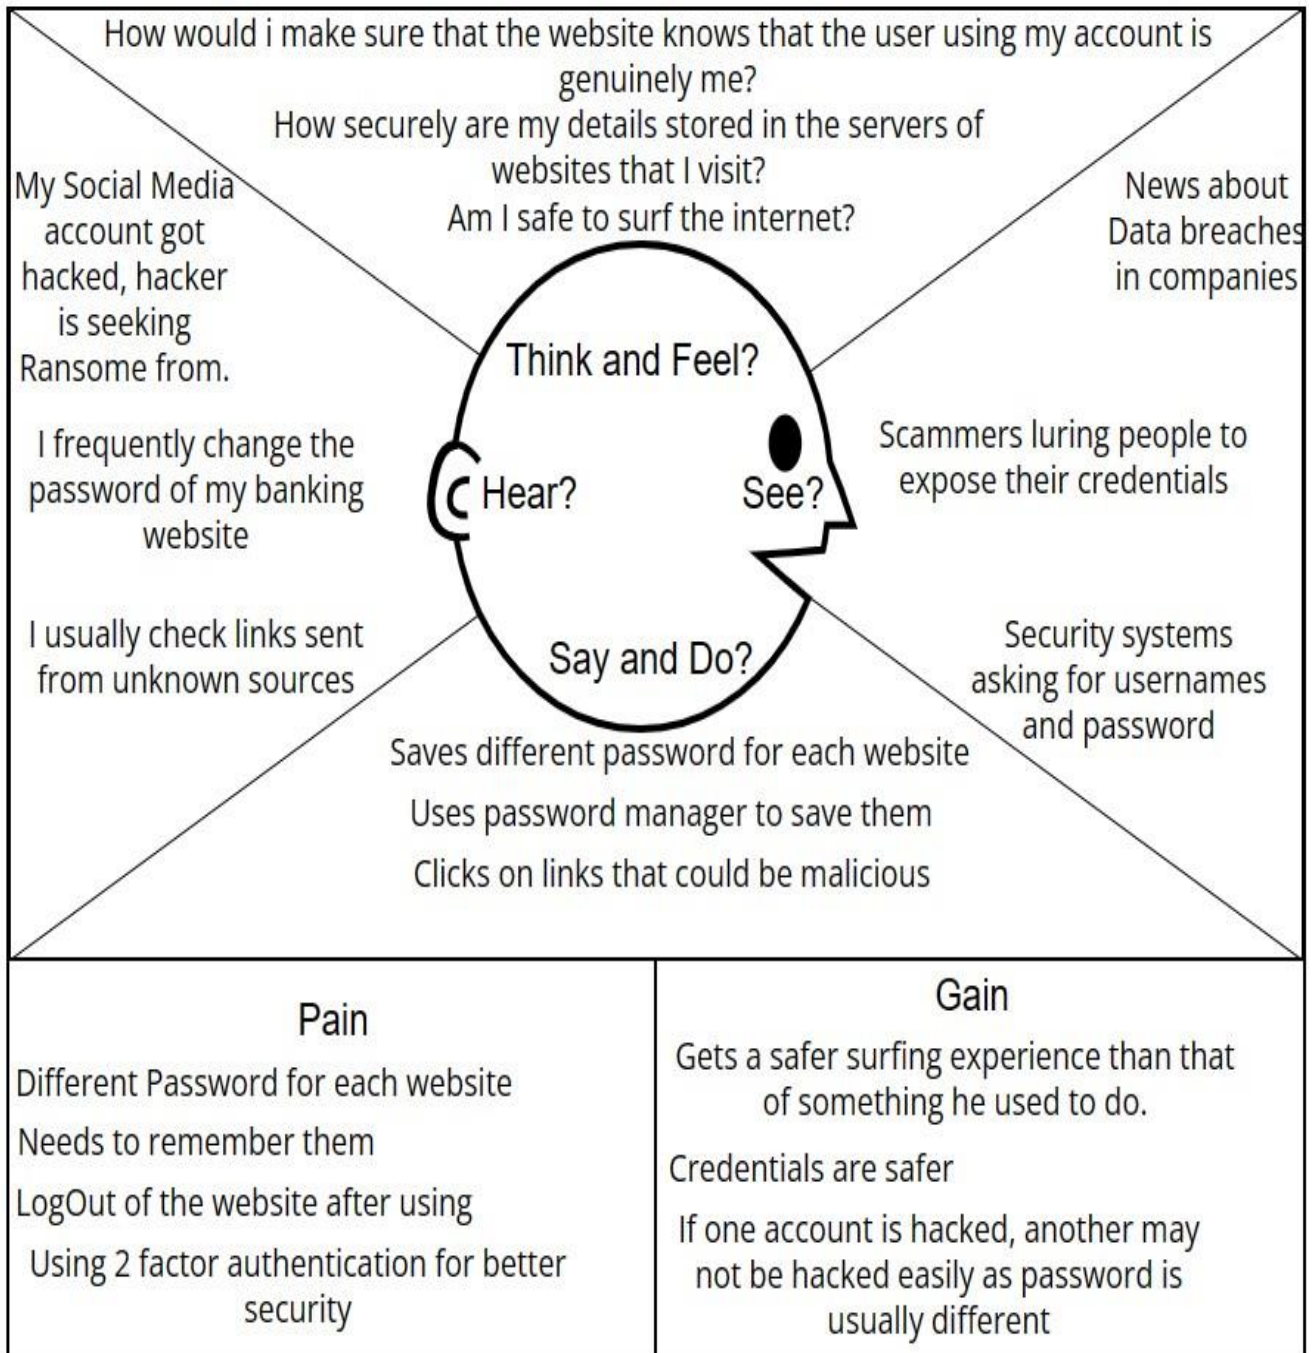 How would i make sure that the website knows that the user using my account is
genuinely me?
How securely are my details stored in the servers of
websites that I visit?
Am I safe to surf the internet?
My Social Media
account got
hacked, hacker
is seeking
Ransome from.
I frequently change the
password of my banking
website
I usually check links sent
from unknown sources
Think and Feel?
Hear?
See?
Say and Do?
News about
Data breaches
in companies
Scammers luring people to
expose their credentials
Security systems
asking for usernames
and password
Saves different password for each website
Uses password manager to save them
Clicks on links that could be malicious
Pain
Different Password for each website
Needs to remember them
LogOut of the website after using
Using 2 factor authentication for better
security
Gain
Gets a safer surfing experience than that
of something he used to do.
Credentials are safer
If one account is hacked, another may
not be hacked easily as password is
usually different